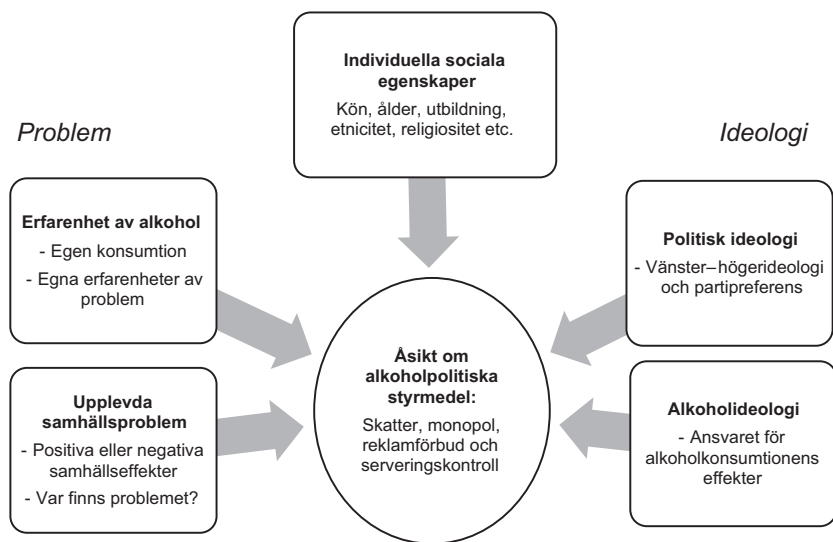 Individuella sociala
egenskaper
Kön, ålder, utbildning,
etnicitet, religiositet etc.
Problem
Ideologi
Erfarenhet av alkohol
- Egen konsumtion
- Egna erfarenheter av
problem
Politisk ideologi
- Vänster–högerideologi
och partipreferens
Åsikt om
alkoholpolitiska
styrmedel:
Skatter, monopol,
reklamförbud och
serveringskontroll
Upplevda
samhällsproblem
- Positiva eller negativa
samhällseffekter
- Var finns problemet?
Alkoholideologi
- Ansvaret för
alkoholkonsumtionens
effekter